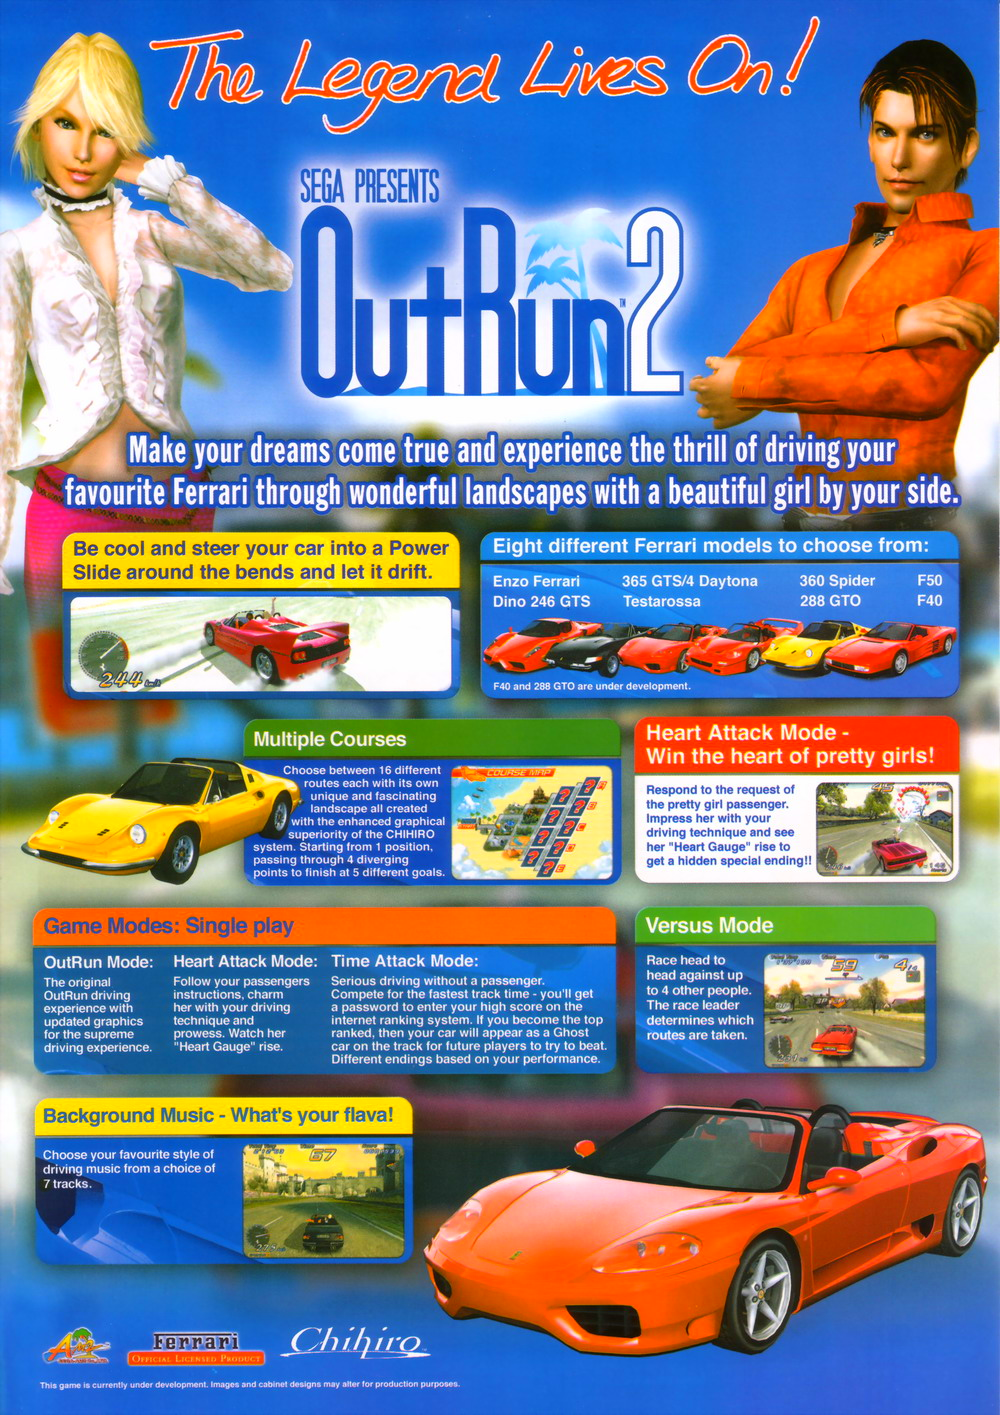 The Legend Lives On!
SEGA PRESENTS
OutRun2
TM
Make your dreams come true and experience the thrill of driving your
favourite Ferrari through wonderful landscapes with a beautiful girl by your side.
Be cool and steer your car into a Power
Slide around the bends and let it drift.
244 km/h
Eight different Ferrari models to choose from:
Enzo Ferrari 365 GTS/4 Daytona 360 Spider F50
Dino 246 GTS Testarossa 288 GTO F40
F40 and 288 GTO are under development.
Multiple Courses
Choose between 16 different
routes each with its own
unique and fascinating
landscape all created
with the enhanced graphical
superiority of the CHIHIRO
system. Starting from 1 position,
passing through 4 diverging
points to finish at 5 different goals.
COURSE MAP
Heart Attack Mode -
Win the heart of pretty girls!
Respond to the request of
the pretty girl passenger.
Impress her with your
driving technique and see
her "Heart Gauge" rise to
get a hidden special ending!!
Game Modes: Single play
OutRun Mode:
The original
OutRun driving
experience with
updated graphics
for the supreme
driving experience.
Heart Attack Mode:
Follow your passengers
instructions, charm
her with your driving
technique and
prowess. Watch her
"Heart Gauge" rise.
Time Attack Mode:
Serious driving without a passenger.
Compete for the fastest track time - you'll get
a password to enter your high score on the
internet ranking system. If you become the top
ranked, then your car will appear as a Ghost
car on the track for future players to try to beat.
Different endings based on your performance.
Versus Mode
Race head to
head against up
to 4 other people.
The race leader
determines which
routes are taken.
59
4/4
Background Music - What's your flava!
Choose your favourite style of
driving music from a choice of
7 tracks.
67
Ferrari
OFFICIAL LICENSED PRODUCT
Chihiro
This game is currently under development. Images and cabinet designs may alter for production purposes.